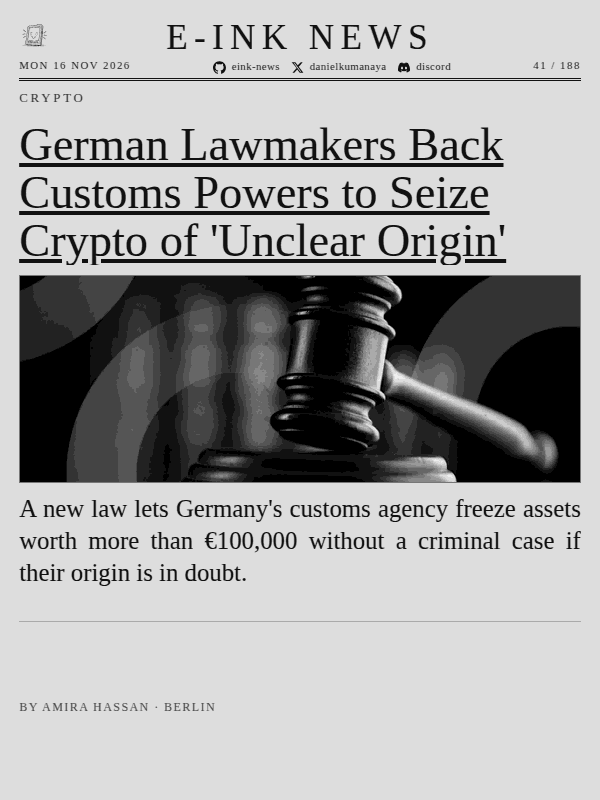 E-INK NEWS
MON 16 NOV 2026
eink-news
danielkumanaya
discord
41 / 188
CRYPTO
German Lawmakers Back
Customs Powers to Seize
Crypto of 'Unclear Origin'
A new law lets Germany's customs agency freeze assets
worth more than €100,000 without a criminal case if
their origin is in doubt.
BY AMIRA HASSAN · BERLIN